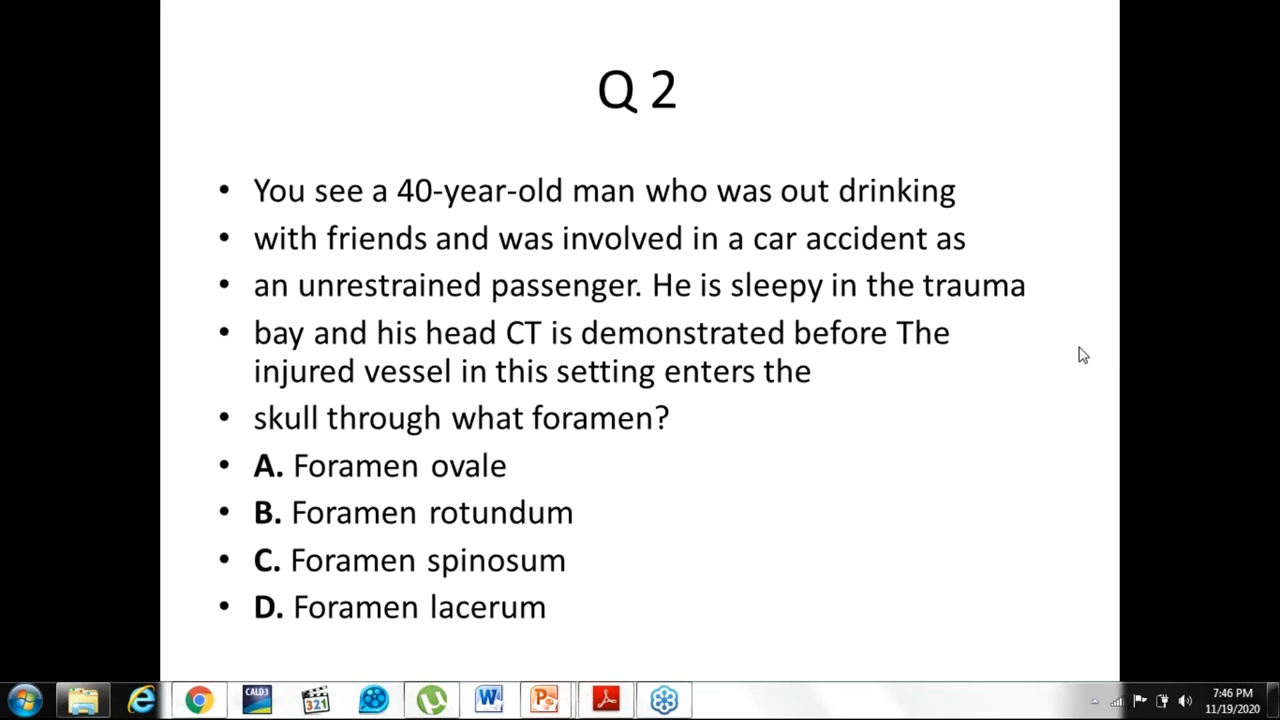 Q 2
• You see a 40-year-old man who was out drinking
• with friends and was involved in a car accident as
• an unrestrained passenger. He is sleepy in the trauma
• bay and his head CT is demonstrated before The
injured vessel in this setting enters the
• skull through what foramen?
• A. Foramen ovale
• B. Foramen rotundum
• C. Foramen spinosum
• D. Foramen lacerum
CALD3
321
7:46 PM
11/19/2020